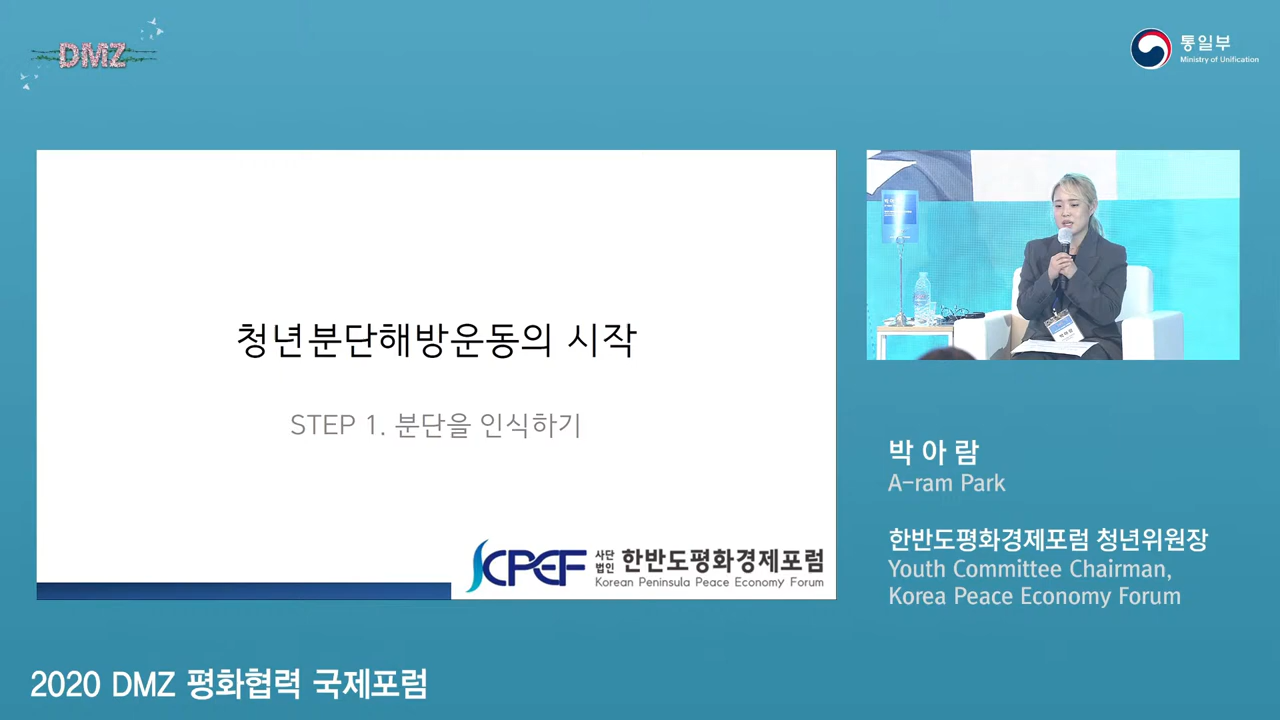 DMZ
통일부
Ministry of Unification
청년분단해방운동의 시작
STEP 1. 분단을 인식하기
KPEF 사단법인 한반도평화경제포럼
Korean Peninsula Peace Economy Forum
박아람
박 아 람
A-ram Park
한반도평화경제포럼 청년위원장
Youth Committee Chairman,
Korea Peace Economy Forum
2020 DMZ 평화협력 국제포럼